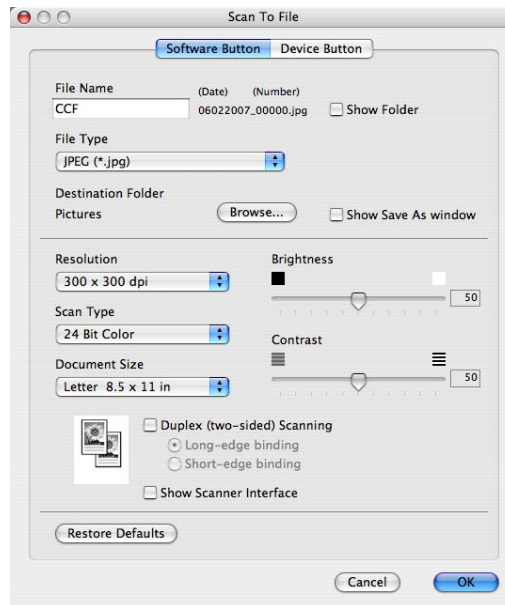 Scan To File
Software Button Device Button
File Name (Date) (Number)
CCF 06022007_00000.jpg Show Folder
File Type
JPEG (*.jpg)
Destination Folder
Pictures Browse... Show Save As window
Resolution Brightness
300 x 300 dpi
50
Scan Type
24 Bit Color
Contrast
Document Size
Letter 8.5 x 11 in
50
Duplex (two-sided) Scanning
Long-edge binding
Short-edge binding
Show Scanner Interface
Restore Defaults
Cancel OK